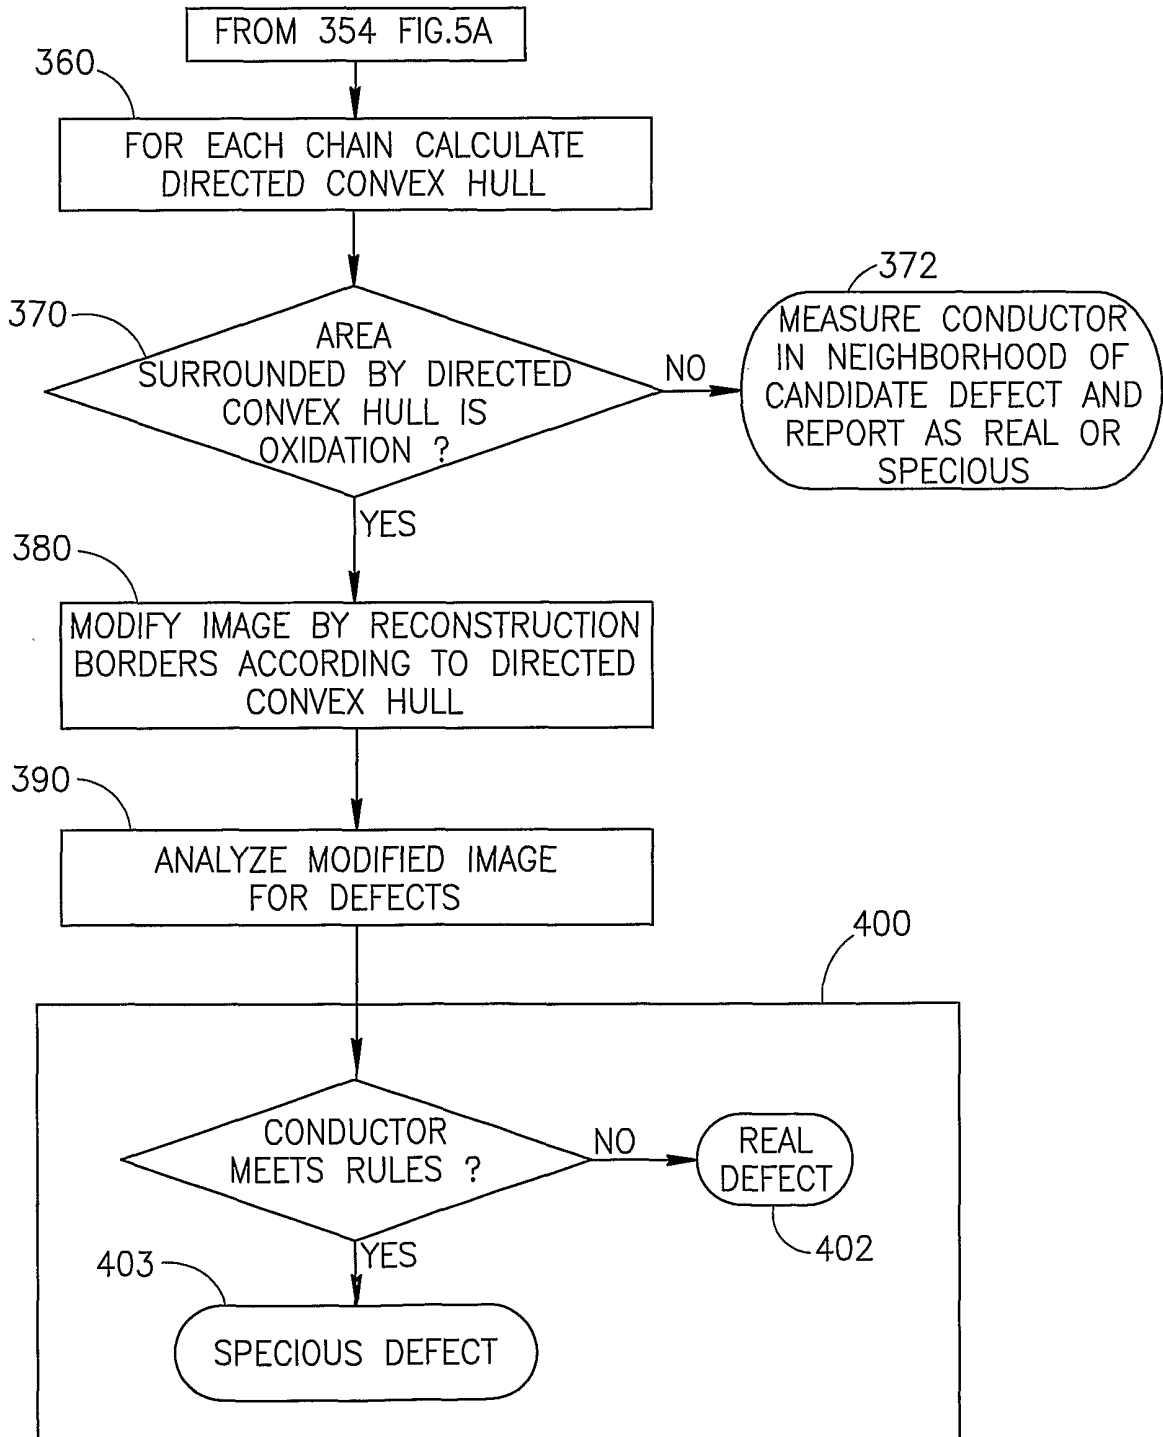 FROM 354 FIG.5A
360
FOR EACH CHAIN CALCULATE
DIRECTED CONVEX HULL
370
AREA
SURROUNDED BY DIRECTED
CONVEX HULL IS
OXIDATION ?
NO
372
MEASURE CONDUCTOR
IN NEIGHBORHOOD OF
CANDIDATE DEFECT AND
REPORT AS REAL OR
SPECIOUS
YES
380
MODIFY IMAGE BY RECONSTRUCTION
BORDERS ACCORDING TO DIRECTED
CONVEX HULL
390
ANALYZE MODIFIED IMAGE
FOR DEFECTS
400
CONDUCTOR
MEETS RULES ?
NO
REAL
DEFECT
402
YES
403
SPECIOUS DEFECT